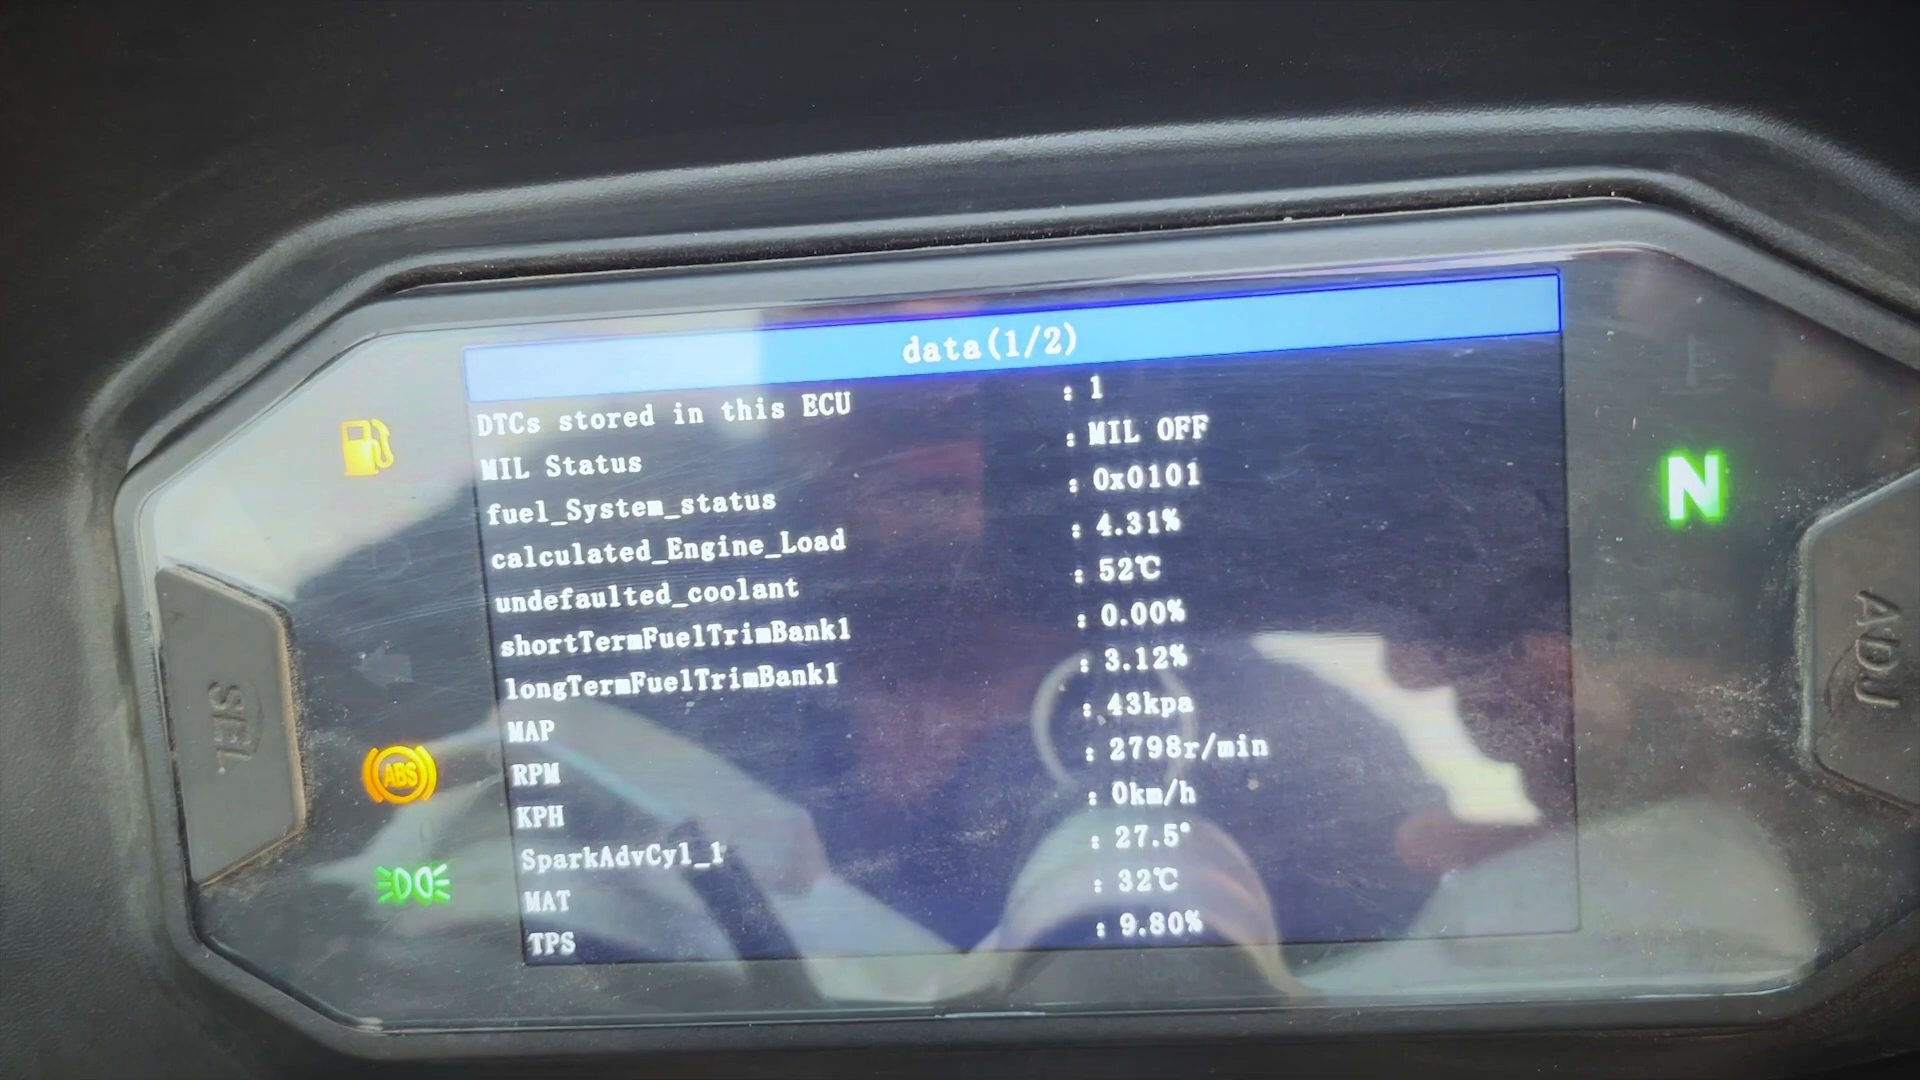 data(1/2)
DTCs stored in this ECU : 1
MIL Status : MIL OFF
fuel_System_status : 0x0101
calculated_Engine_Load : 4.31%
undefaulted_coolant : 52℃
shortTermFuelTrimBank1 : 0.00%
longTermFuelTrimBank1 : 3.12%
MAP : 43kpa
RPM : 2798r/min
KPH : 0km/h
SparkAdvCyl_1 : 27.5°
MAT : 32℃
TPS : 9.80%
N
ABS
SEL
ADJ